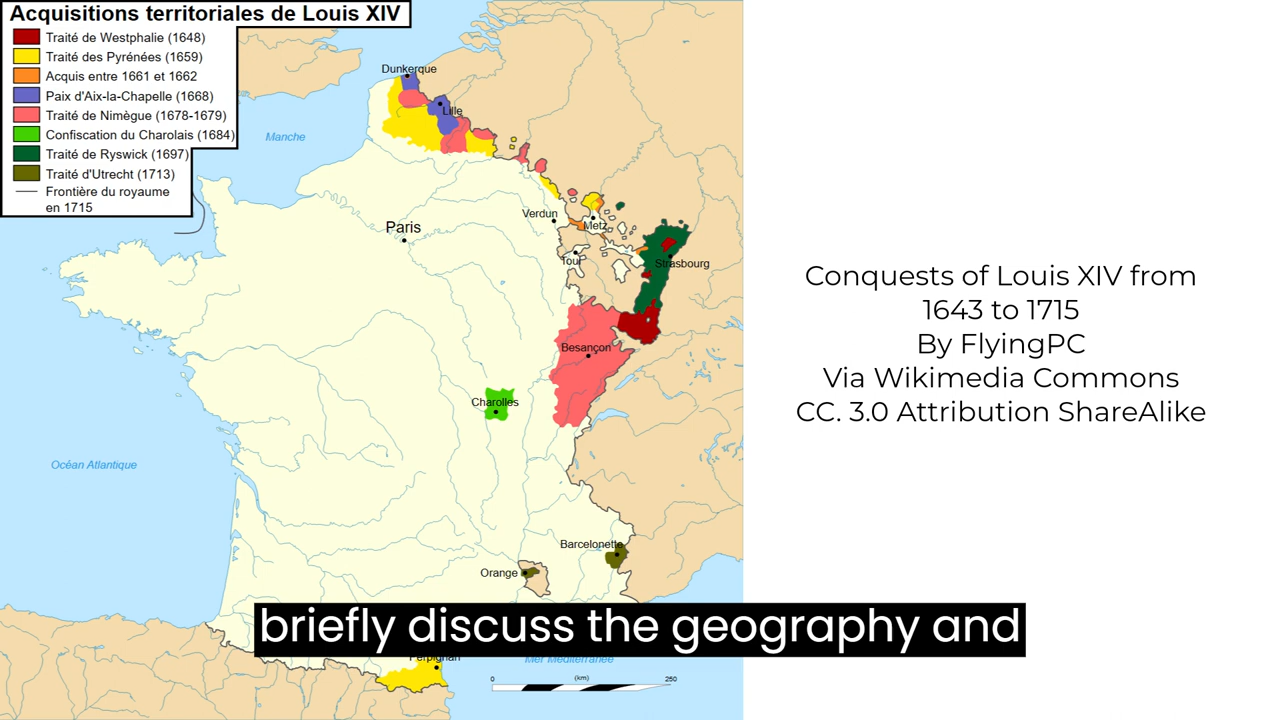 Acquisitions territoriales de Louis XIV
Traité de Westphalie (1648)
Traité des Pyrénées (1659)
Acquis entre 1661 et 1662
Paix d'Aix-la-Chapelle (1668)
Traité de Nimègue (1678-1679)
Confiscation du Charolais (1684)
Traité de Ryswick (1697)
Traité d'Utrecht (1713)
Frontière du royaume
en 1715
Dunkerque
Lille
Manche
Verdun
Metz
Paris
Toul
Strasbourg
Besançon
Charolles
Océan Atlantique
Barcelonette
Orange
Perpignan
Mer Méditerranée
0 (km) 250
Conquests of Louis XIV from
1643 to 1715
By FlyingPC
Via Wikimedia Commons
CC. 3.0 Attribution ShareAlike
briefly discuss the geography and